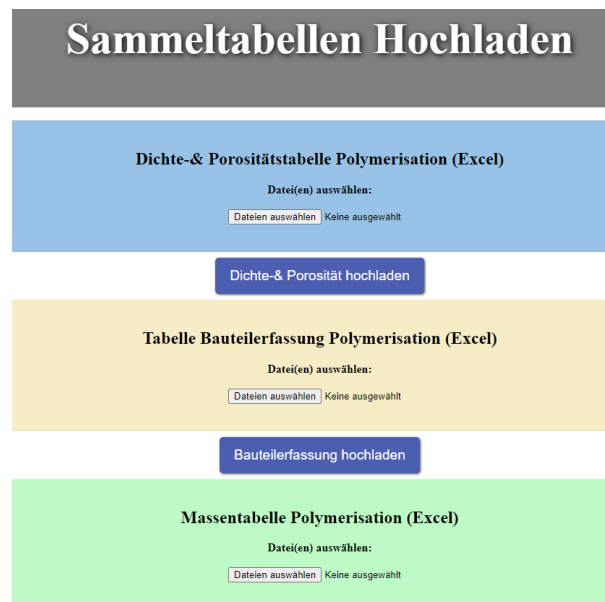 Sammeltabellen Hochladen
Dichte-& Porositätstabelle Polymerisation (Excel)
Datei(en) auswählen:
Dateien auswählen Keine ausgewählt
Dichte-& Porosität hochladen
Tabelle Bauteilerfassung Polymerisation (Excel)
Datei(en) auswählen:
Dateien auswählen Keine ausgewählt
Bauteilerfassung hochladen
Massentabelle Polymerisation (Excel)
Datei(en) auswählen:
Dateien auswählen Keine ausgewählt